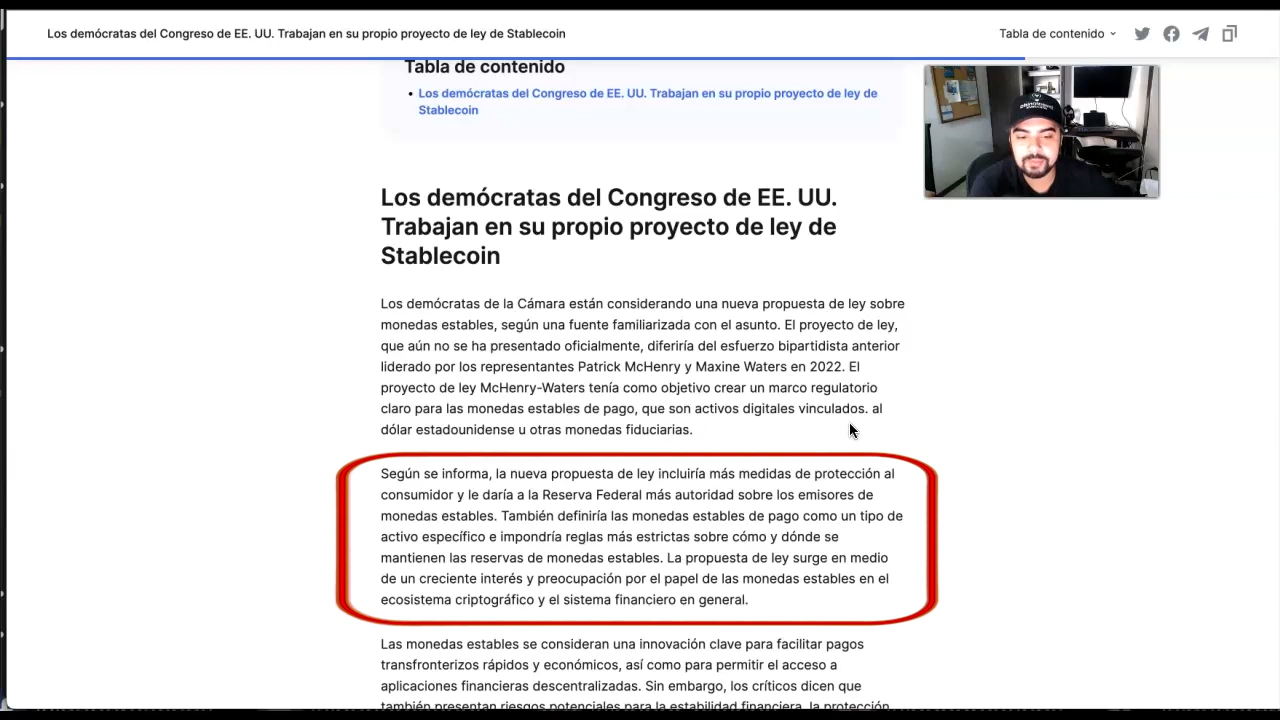 Los demócratas del Congreso de EE. UU. Trabajan en su propio proyecto de ley de Stablecoin
Tabla de contenido
Tabla de contenido
Los demócratas del Congreso de EE. UU. Trabajan en su propio proyecto de ley de
Stablecoin
Los demócratas del Congreso de EE. UU.
Trabajan en su propio proyecto de ley de
Stablecoin
Los demócratas de la Cámara están considerando una nueva propuesta de ley sobre
monedas estables, según una fuente familiarizada con el asunto. El proyecto de ley,
que aún no se ha presentado oficialmente, diferiría del esfuerzo bipartidista anterior
liderado por los representantes Patrick McHenry y Maxine Waters en 2022. El
proyecto de ley McHenry-Waters tenía como objetivo crear un marco regulatorio
claro para las monedas estables de pago, que son activos digitales vinculados. al
dólar estadounidense u otras monedas fiduciarias.
Según se informa, la nueva propuesta de ley incluiría más medidas de protección al
consumidor y le daría a la Reserva Federal más autoridad sobre los emisores de
monedas estables. También definiría las monedas estables de pago como un tipo de
activo específico e impondría reglas más estrictas sobre cómo y dónde se
mantienen las reservas de monedas estables. La propuesta de ley surge en medio
de un creciente interés y preocupación por el papel de las monedas estables en el
ecosistema criptográfico y el sistema financiero en general.
Las monedas estables se consideran una innovación clave para facilitar pagos
transfronterizos rápidos y económicos, así como para permitir el acceso a
aplicaciones financieras descentralizadas. Sin embargo, los críticos dicen que
también presentan riesgos potenciales para la estabilidad financiera, la protección